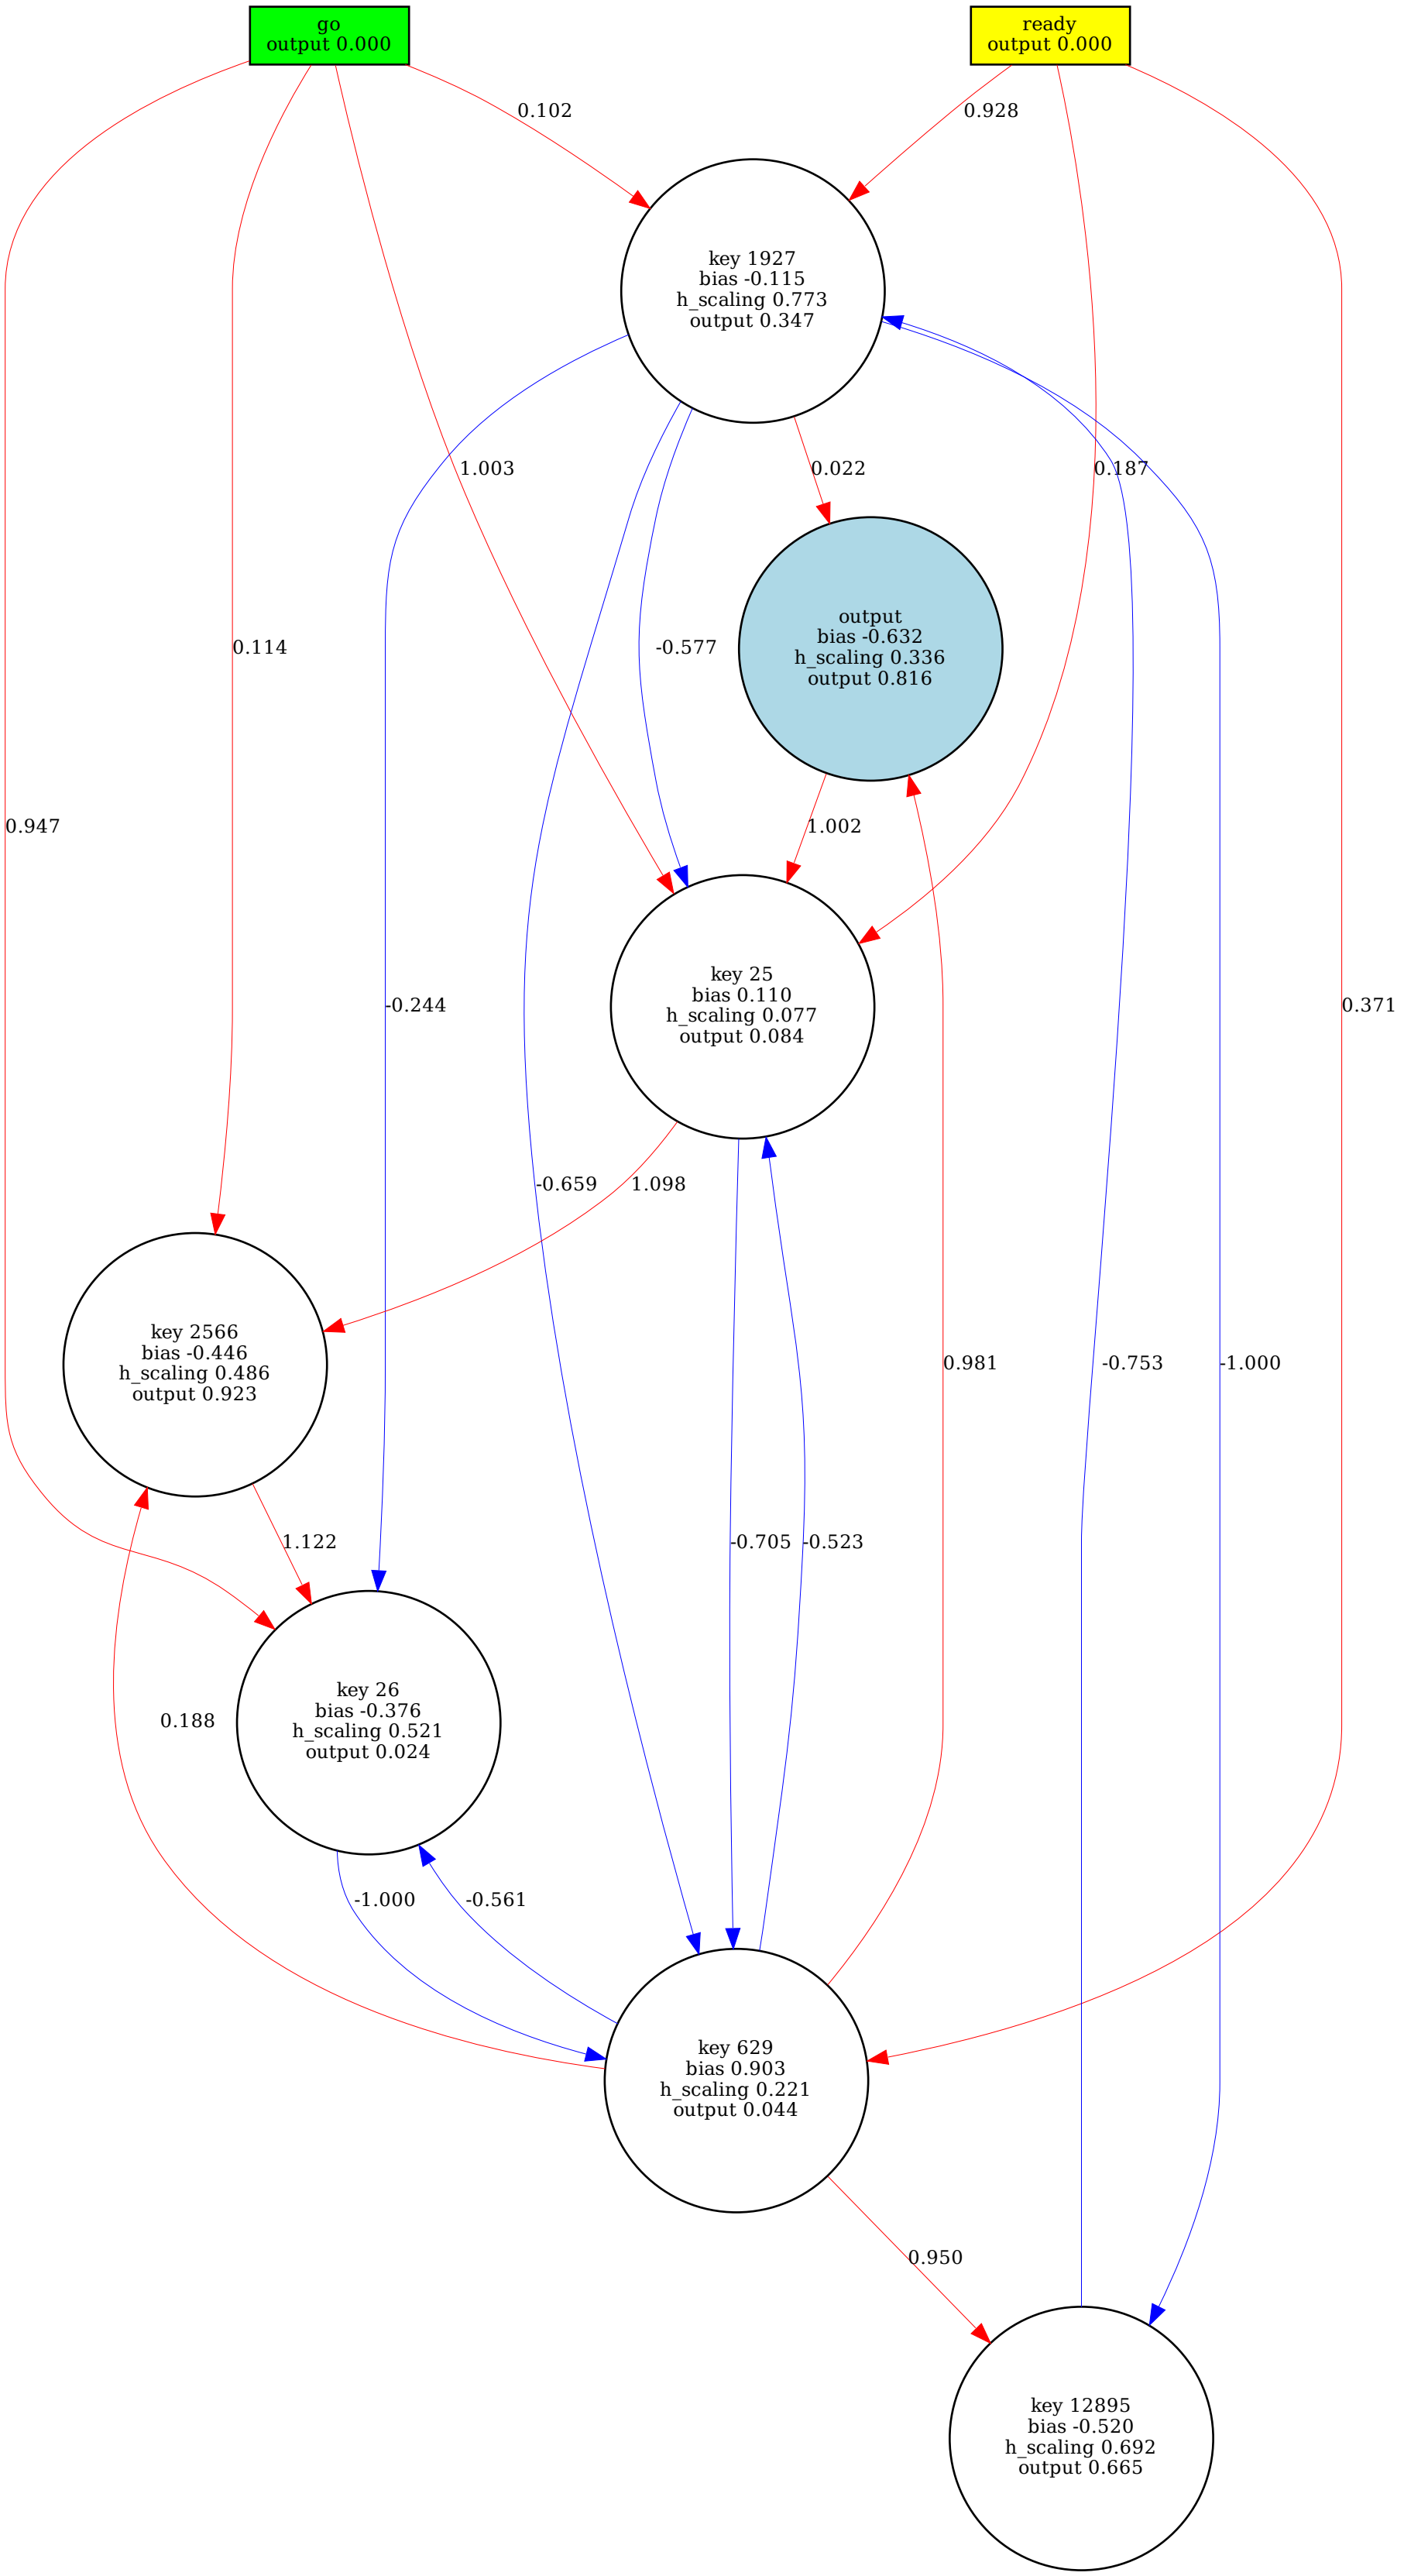 go
output 0.000
ready
output 0.000
0.102
0.928
key 1927
bias -0.115
h_scaling 0.773
output 0.347
1.003
0.022
0.187
0.114
-0.577
output
bias -0.632
h_scaling 0.336
output 0.816
0.947
1.002
-0.244
key 25
bias 0.110
h_scaling 0.077
output 0.084
0.371
-0.659
1.098
key 2566
bias -0.446
h_scaling 0.486
output 0.923
0.981
-0.753
-1.000
1.122
-0.705
-0.523
0.188
key 26
bias -0.376
h_scaling 0.521
output 0.024
-1.000
-0.561
key 629
bias 0.903
h_scaling 0.221
output 0.044
0.950
key 12895
bias -0.520
h_scaling 0.692
output 0.665